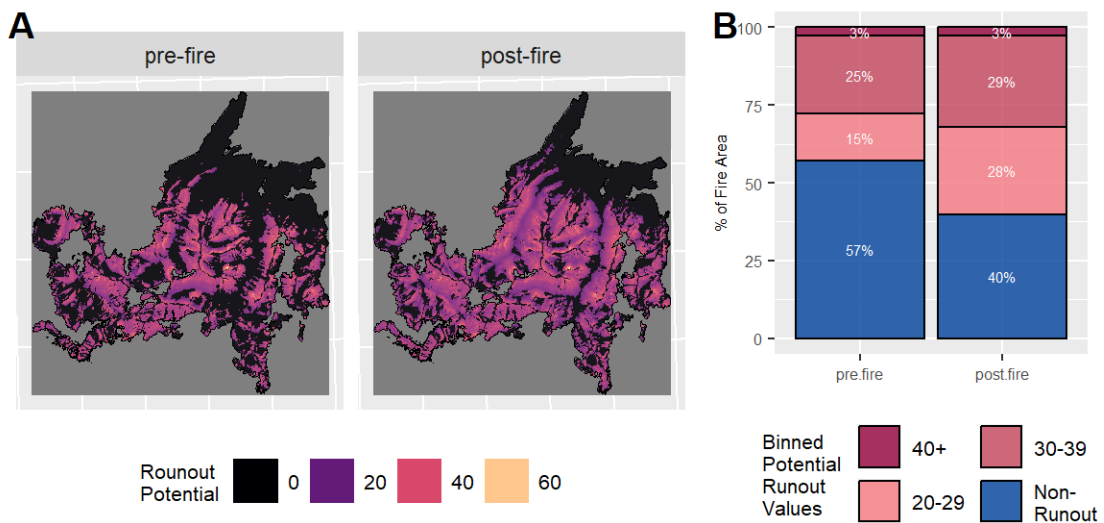 A
pre-fire
post-fire
Rounout
Potential
0
20
40
60
B
100
75
50
25
0
% of Fire Area
3%
25%
15%
57%
3%
29%
28%
40%
pre.fire
post.fire
Binned
Potential
Runout
Values
40+
30-39
20-29
Non-
Runout